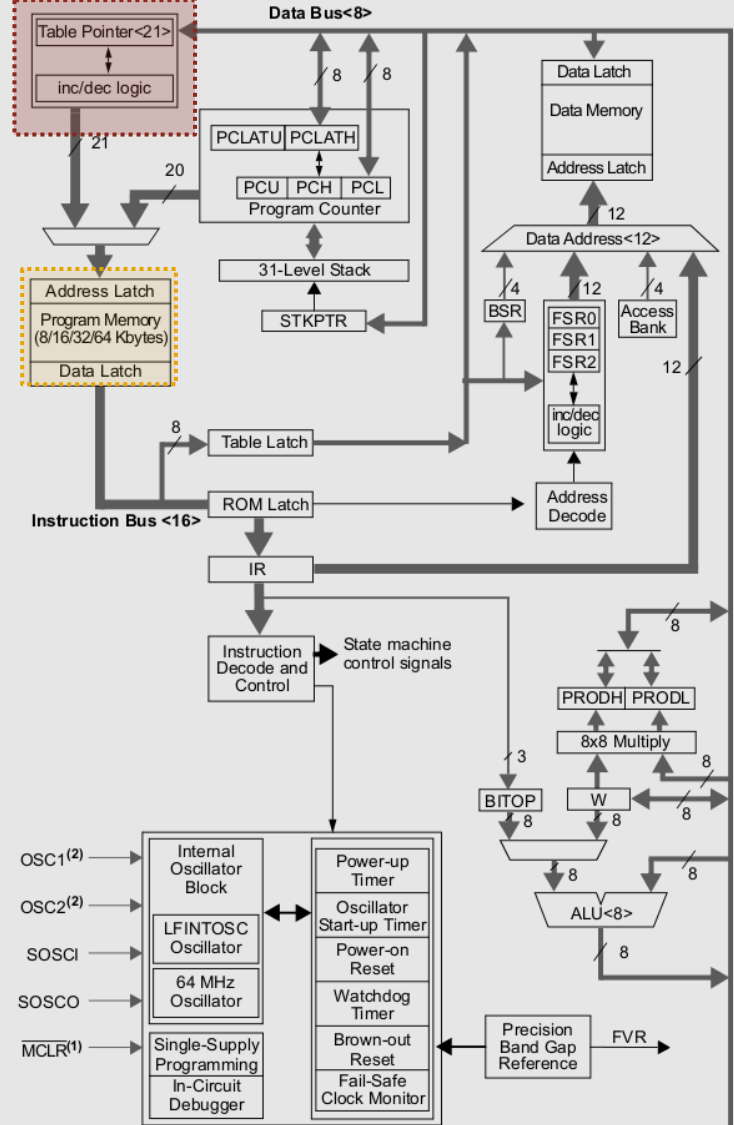 Data Bus<8>
Table Pointer<21>
inc/dec logic
21
8
8
PCLATU PCLATH
20
PCU PCH PCL
Program Counter
31-Level Stack
STKPTR
Data Latch
Data Memory
Address Latch
12
Data Address<12>
4
12
4
BSR
FSR0
FSR1
FSR2
inc/dec
logic
Access
Bank
12
Address
Decode
Address Latch
Program Memory
(8/16/32/64 Kbytes)
Data Latch
8
Table Latch
ROM Latch
Instruction Bus <16>
IR
Instruction
Decode and
Control
State machine
control signals
8
PRODH PRODL
8x8 Multiply
3
8
BITOP
W
8
8
8
8
8
ALU<8>
8
OSC1(2)
OSC2(2)
SOSCI
SOSCO
MCLR(1)
Internal
Oscillator
Block
LFINTOSC
Oscillator
64 MHz
Oscillator
Single-Supply
Programming
In-Circuit
Debugger
Power-up
Timer
Oscillator
Start-up Timer
Power-on
Reset
Watchdog
Timer
Brown-out
Reset
Fail-Safe
Clock Monitor
Precision
Band Gap
Reference
FVR